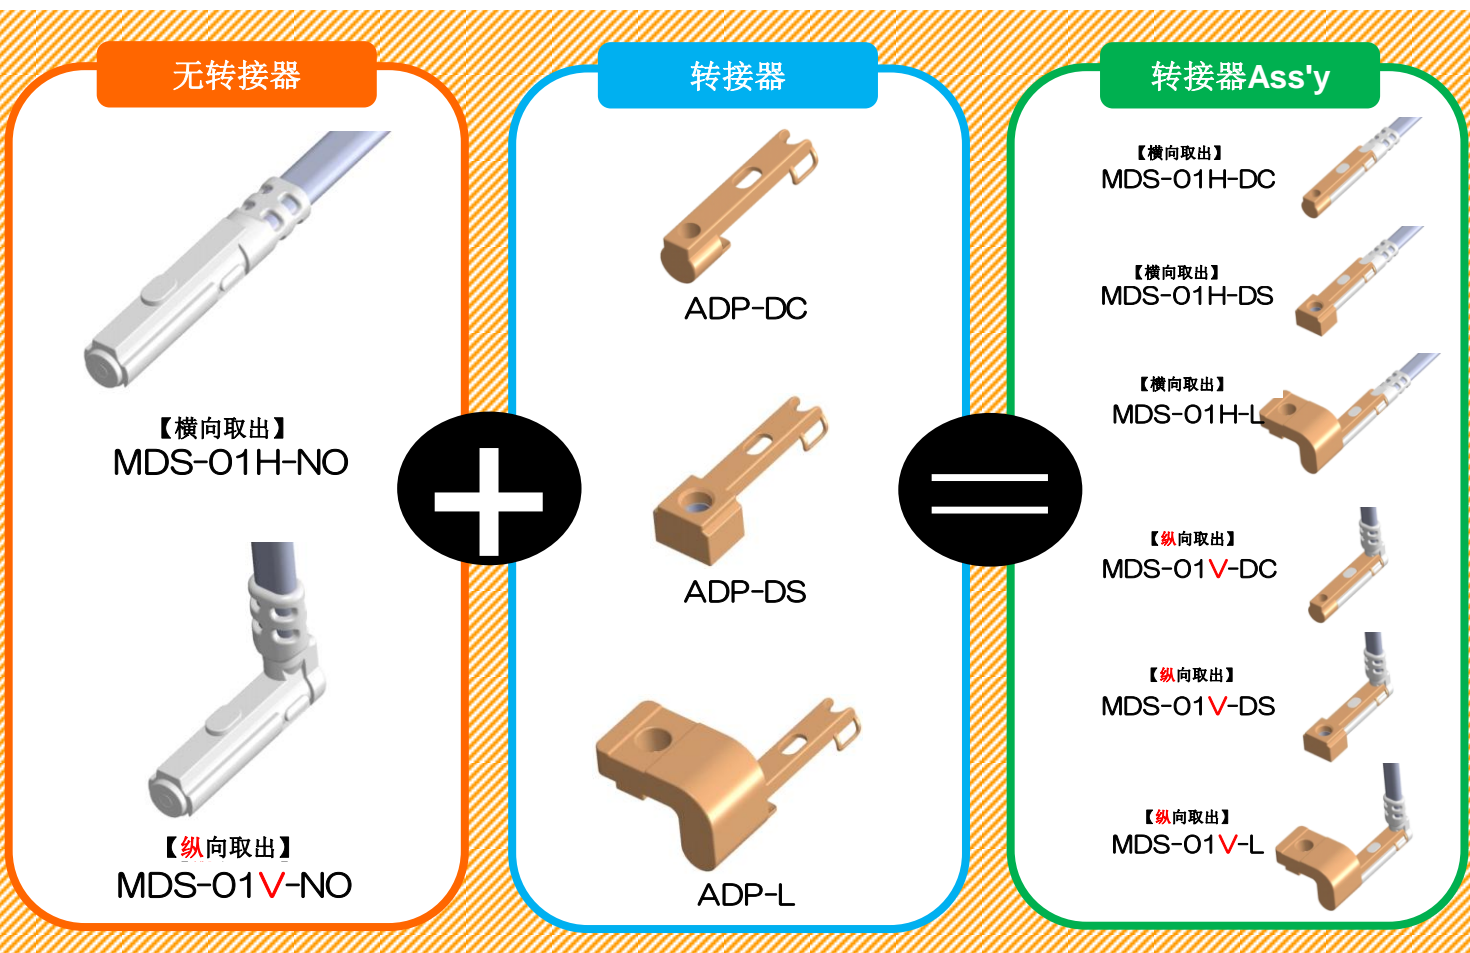 无转接器
【横向取出】
MDS-01H-NO
【纵向取出】
MDS-01V-NO
+
转接器
ADP-DC
ADP-DS
ADP-L
=
转接器Ass'y
【横向取出】
MDS-01H-DC
【横向取出】
MDS-01H-DS
【横向取出】
MDS-01H-L
【纵向取出】
MDS-01V-DC
【纵向取出】
MDS-01V-DS
【纵向取出】
MDS-01V-L